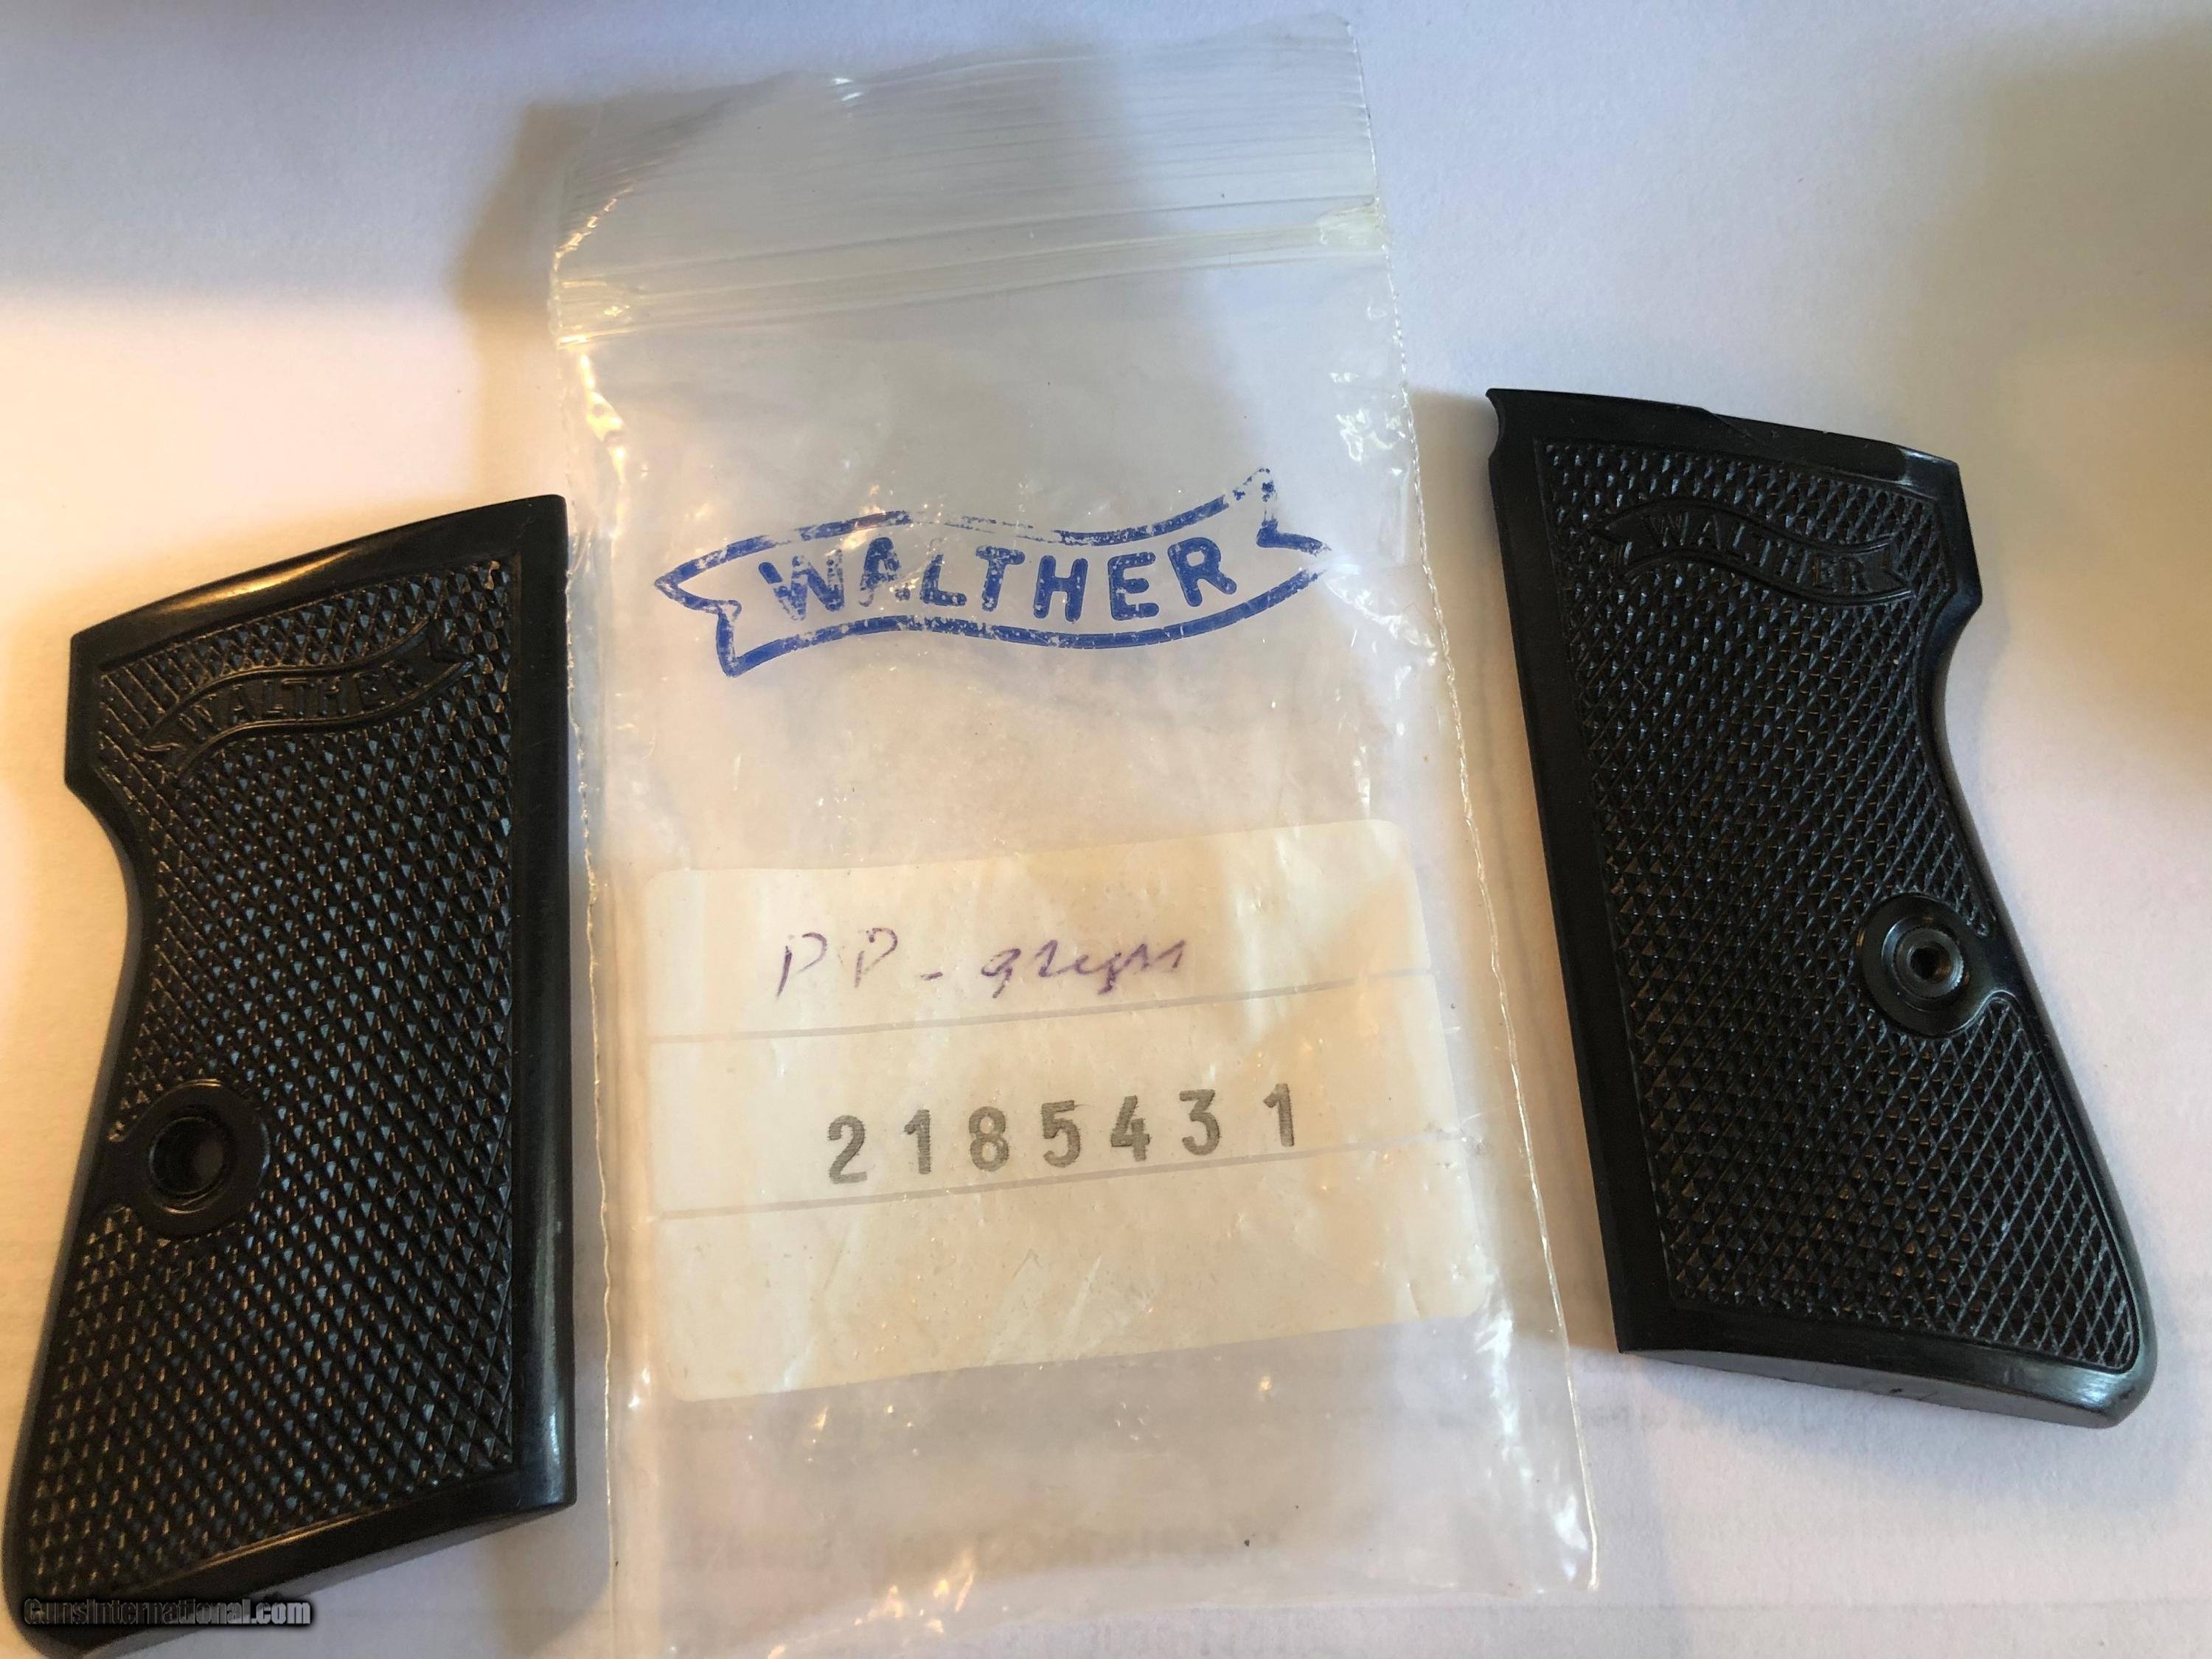 WALTHER
WALTHER
WALTHER
PP - grips
2185431
GunsInternational.com